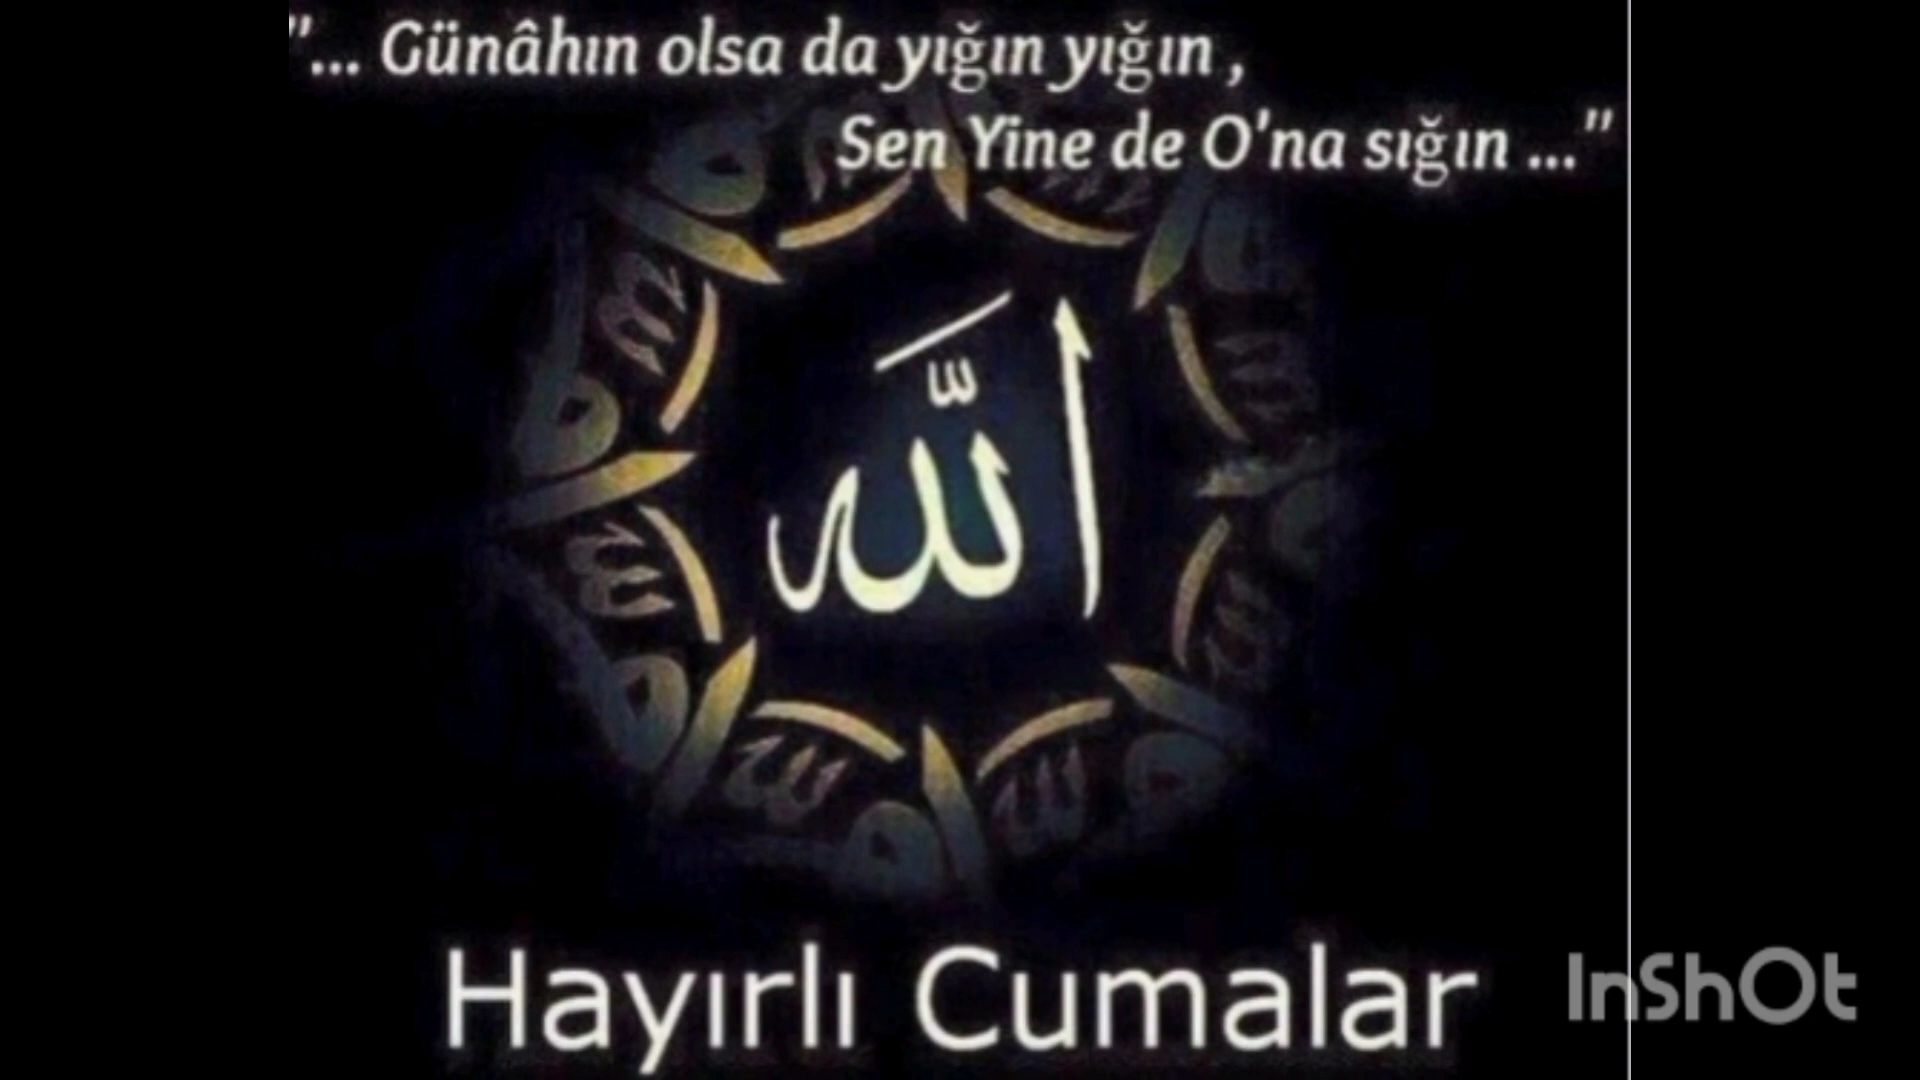 "... Günâhın olsa da yığın yığın ,
Sen Yine de O'na sığın ..."
الله
Hayırlı Cumalar
InShOt